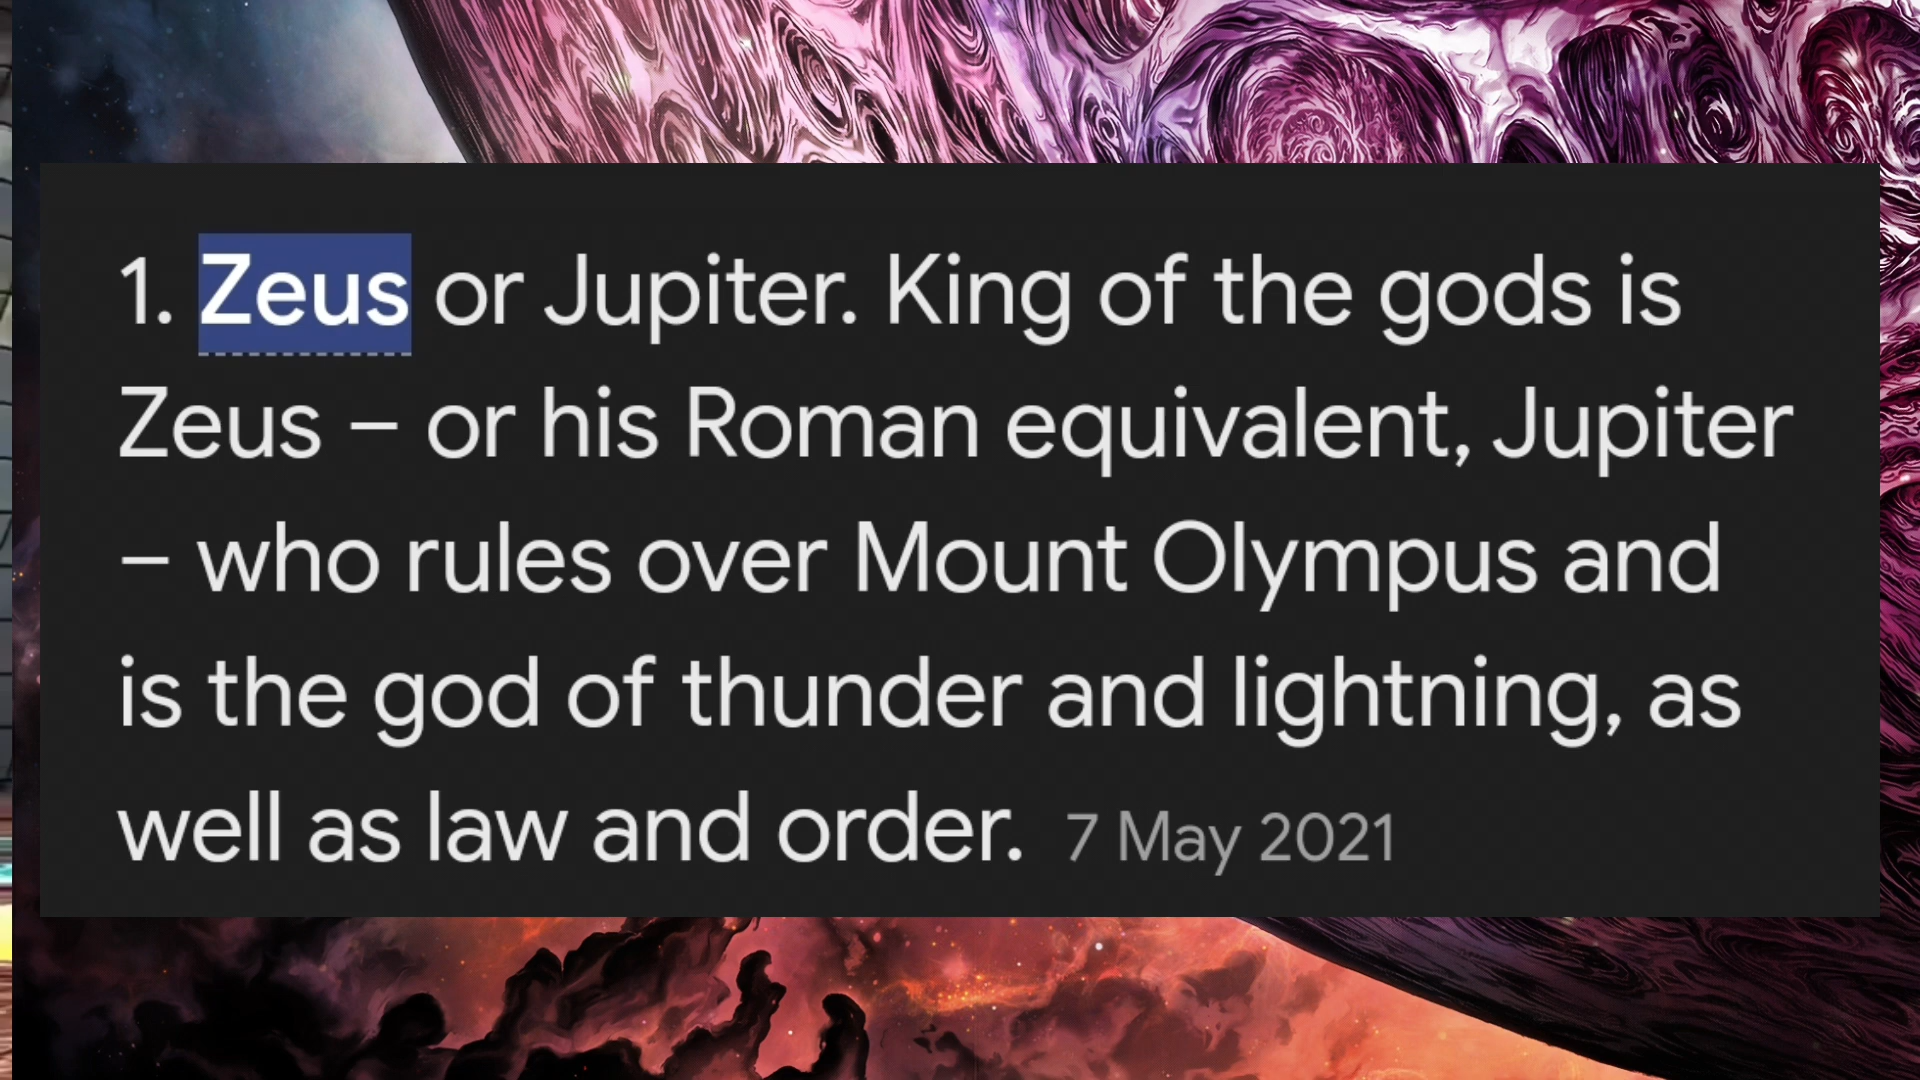 1. Zeus or Jupiter. King of the gods is
Zeus – or his Roman equivalent, Jupiter
– who rules over Mount Olympus and
is the god of thunder and lightning, as
well as law and order. 7 May 2021